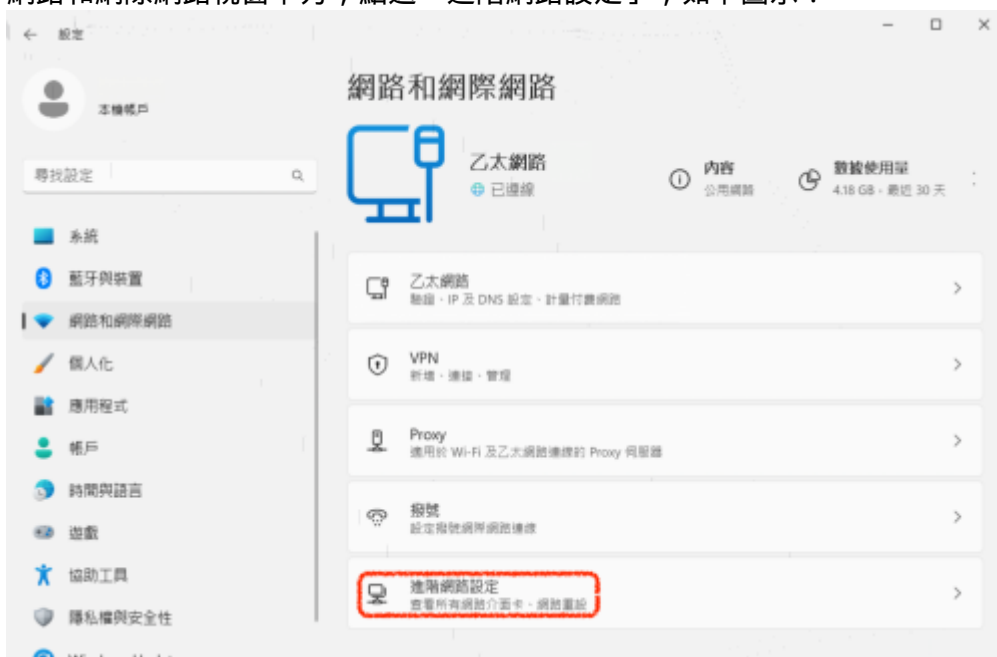 網路和網際網路視窗下方，點選「進階網路設定」，如下圖示：
設定
本機帳戶
尋找設定
系統
藍牙與裝置
網路和網際網路
個人化
應用程式
帳戶
時間與語言
遊戲
協助工具
隱私權與安全性
網路和網際網路
乙太網路
已連線
內容
公用網路
數據使用量
4.18 GB，最近 30 天
乙太網路
驗證、IP 及 DNS 設定、計量付費網路
VPN
新增、連接、管理
Proxy
適用於 Wi-Fi 及乙太網路連線的 Proxy 伺服器
撥號
設定撥號網際網路連線
進階網路設定
查看所有網路介面卡、網路重設